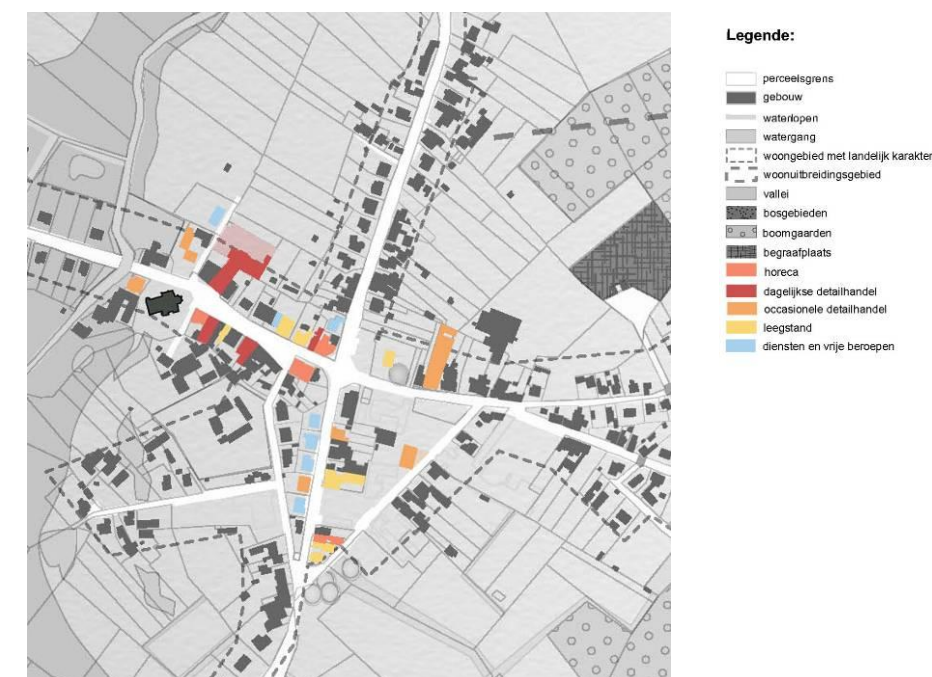 Legende:
perceelsgrens
gebouw
waterlopen
watergang
woongebied met landelijk karakter
woonuitbreidingsgebied
vallei
bosgebieden
boomgaarden
begraafplaats
horeca
dagelijkse detailhandel
occasionele detailhandel
leegstand
diensten en vrije beroepen